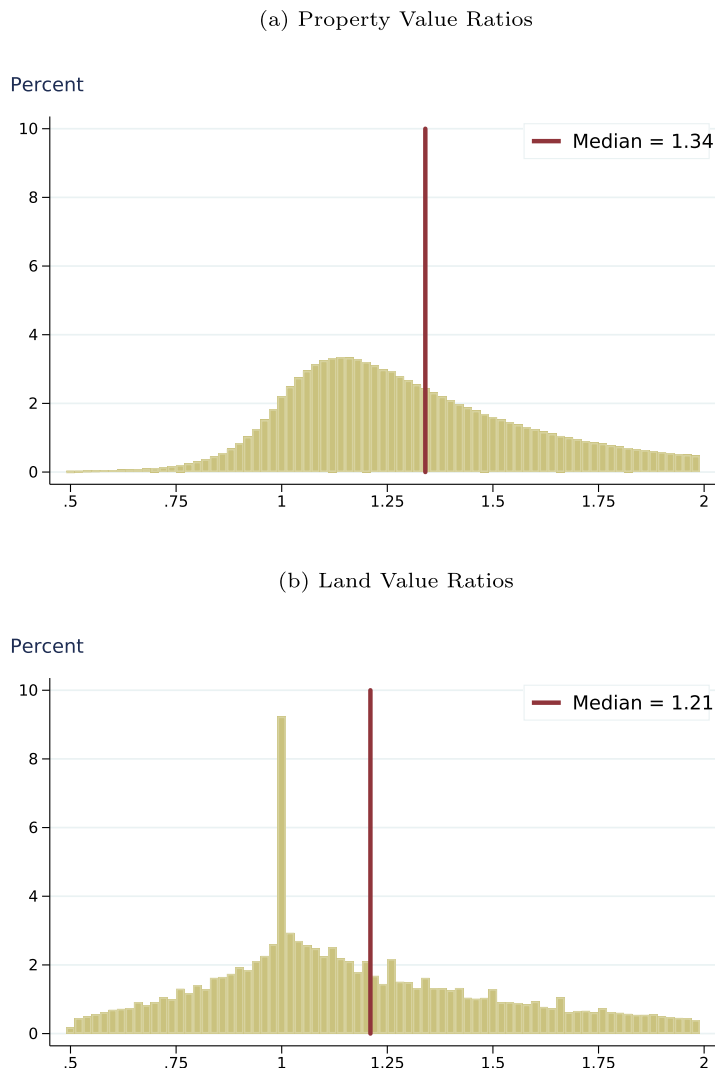 (a) Property Value Ratios
Percent
10
Median = 1.34
8
6
4
2
0
.5 .75 1 1.25 1.5 1.75 2
(b) Land Value Ratios
Percent
10
Median = 1.21
8
6
4
2
0
.5 .75 1 1.25 1.5 1.75 2